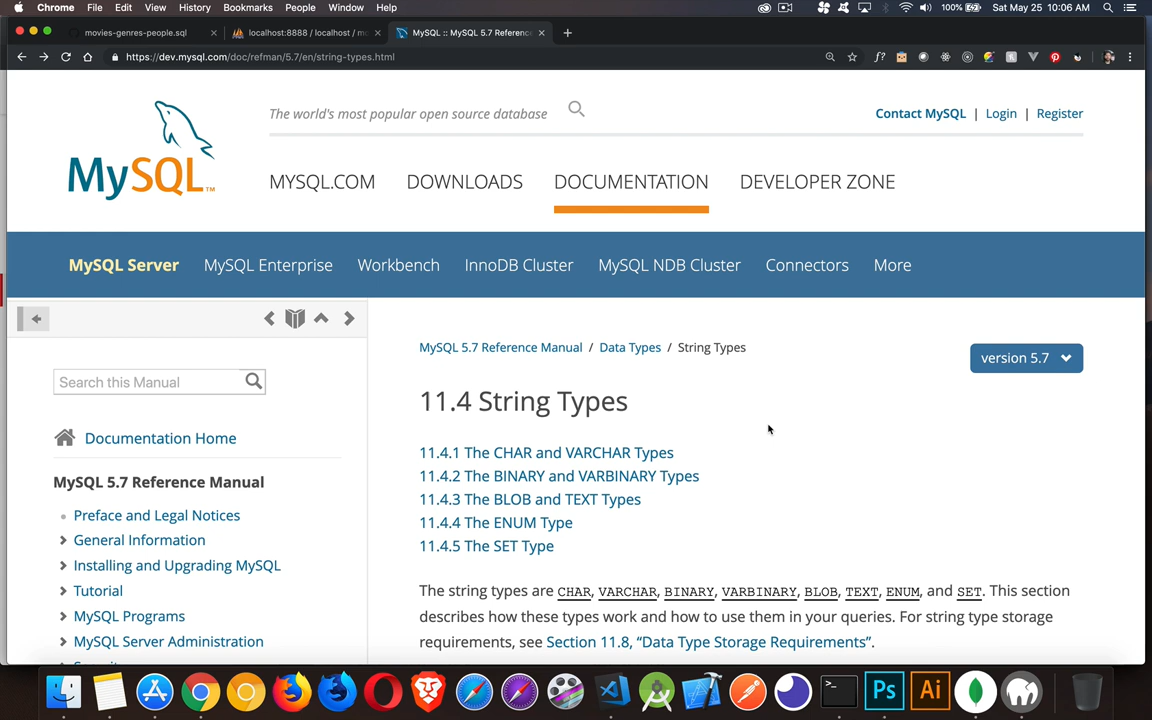 Chrome File Edit View History Bookmarks People Window Help
100% Sat May 25 10:06 AM
movies-genres-people.sql
localhost:8888 / localhost / mo
MySQL :: MySQL 5.7 Referenc
https://dev.mysql.com/doc/refman/5.7/en/string-types.html
f?
MySQL™
The world's most popular open source database
Contact MySQL | Login | Register
MYSQL.COM DOWNLOADS DOCUMENTATION DEVELOPER ZONE
MySQL Server MySQL Enterprise Workbench InnoDB Cluster MySQL NDB Cluster Connectors More
MySQL 5.7 Reference Manual / Data Types / String Types
version 5.7
Search this Manual
11.4 String Types
Documentation Home
11.4.1 The CHAR and VARCHAR Types
11.4.2 The BINARY and VARBINARY Types
11.4.3 The BLOB and TEXT Types
11.4.4 The ENUM Type
11.4.5 The SET Type
MySQL 5.7 Reference Manual
Preface and Legal Notices
General Information
Installing and Upgrading MySQL
Tutorial
MySQL Programs
MySQL Server Administration
The string types are CHAR, VARCHAR, BINARY, VARBINARY, BLOB, TEXT, ENUM, and SET. This section
describes how these types work and how to use them in your queries. For string type storage
requirements, see Section 11.8, “Data Type Storage Requirements”.
Ps Ai